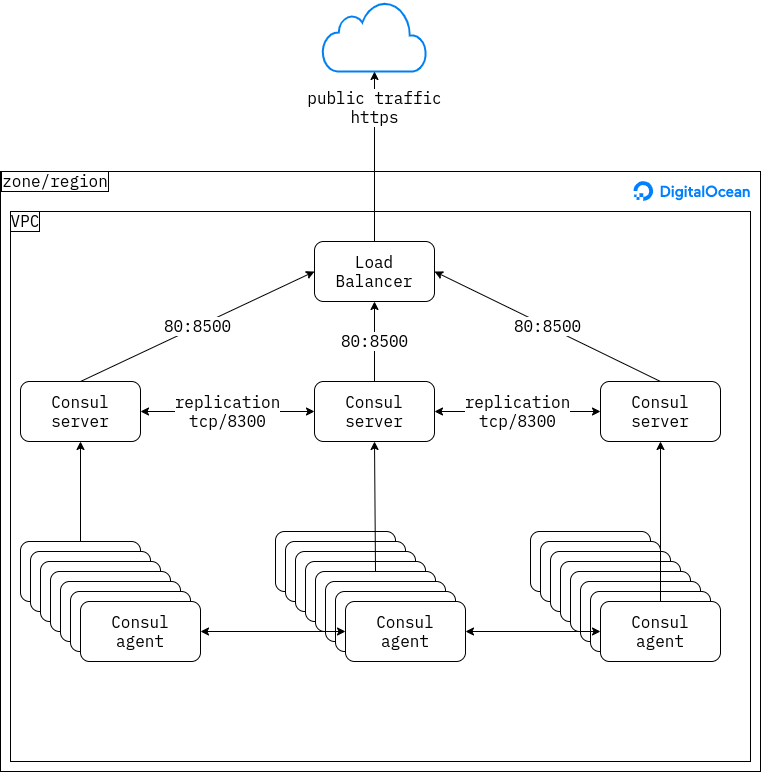 public traffic
https
zone/region
DigitalOcean
VPC
Load
Balancer
80:8500
80:8500
80:8500
Consul
server
replication
tcp/8300
Consul
server
replication
tcp/8300
Consul
server
Consul
agent
Consul
agent
Consul
agent